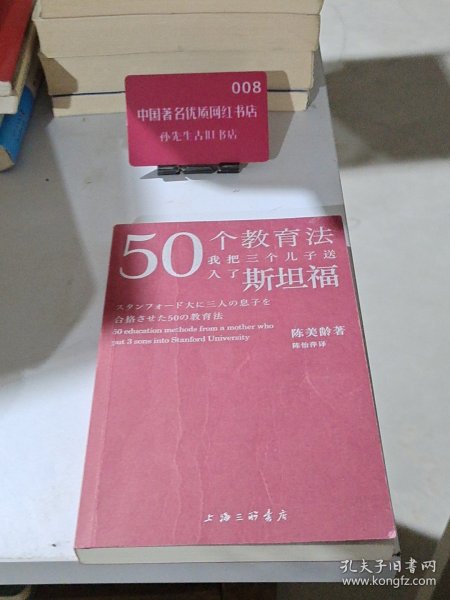 008
中国著名优质网红书店
孙先生古旧书店
50个教育法
我把三个儿子送
入了斯坦福
スタンフォード大に三人の息子を
合格させた50の教育法
50 education methods from a mother who
put 3 sons into Stanford University
陈美龄著
陈怡萍译
上海三联书店
孔夫子旧书网
www.kongfz.com